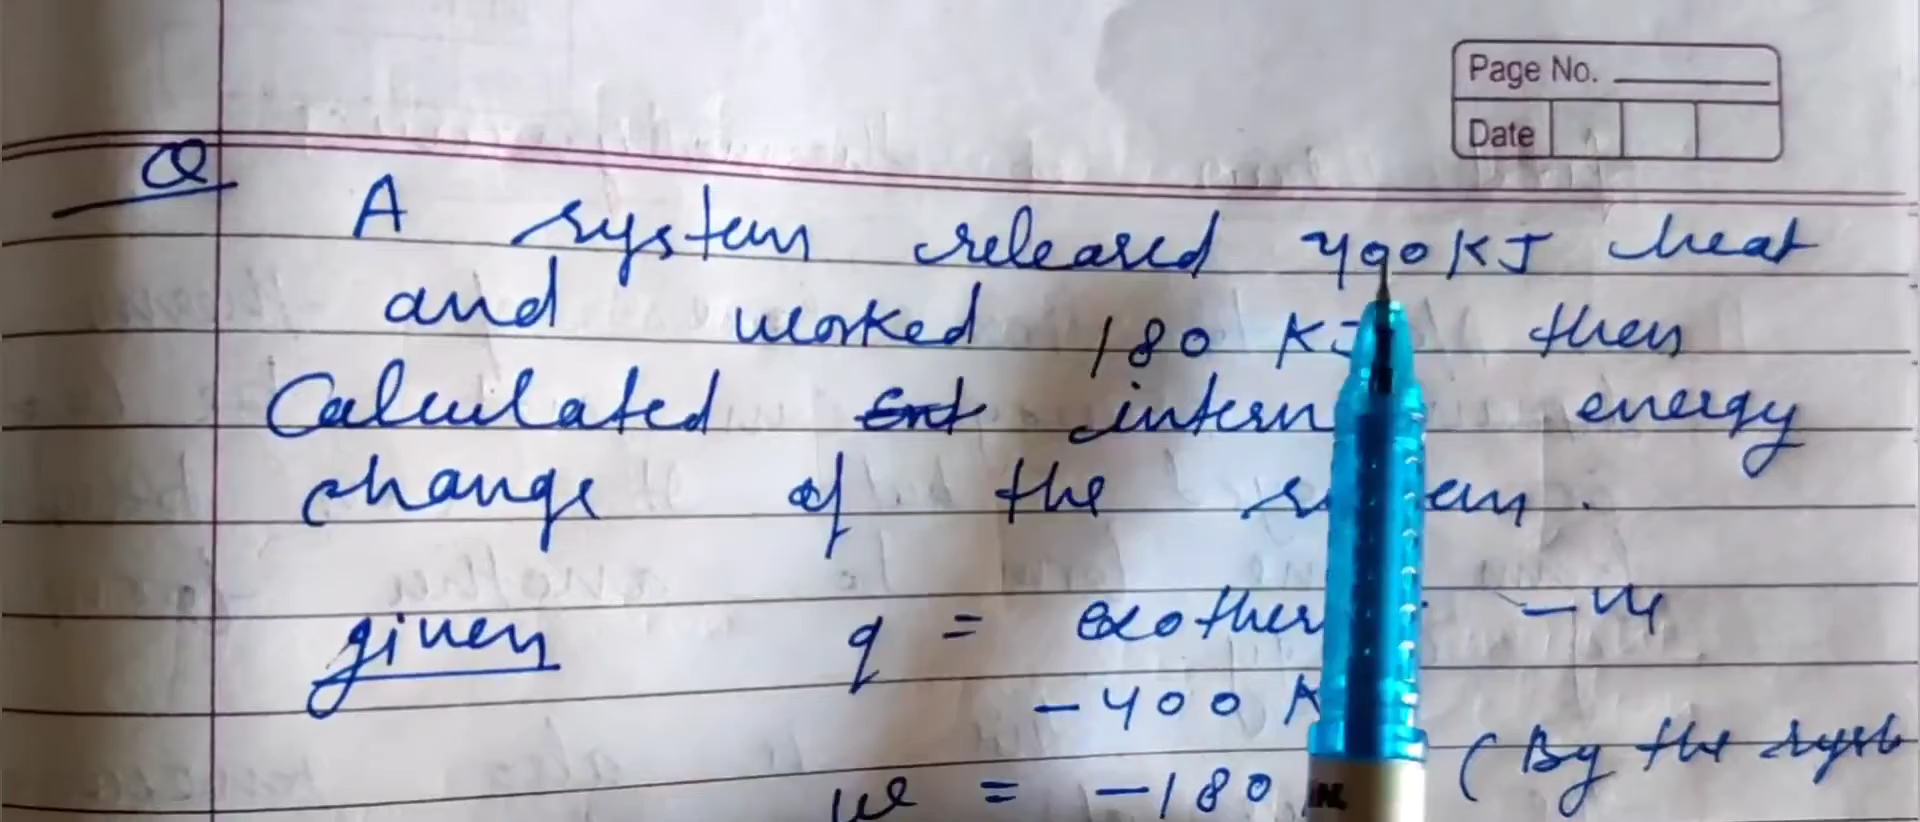 Page No.
Date
Q
A system released 400 KJ heat
and worked 180 KJ then
Calculated internal energy
change of the system.
given q = exother -ve
-400 K
w = -180 (By the syst